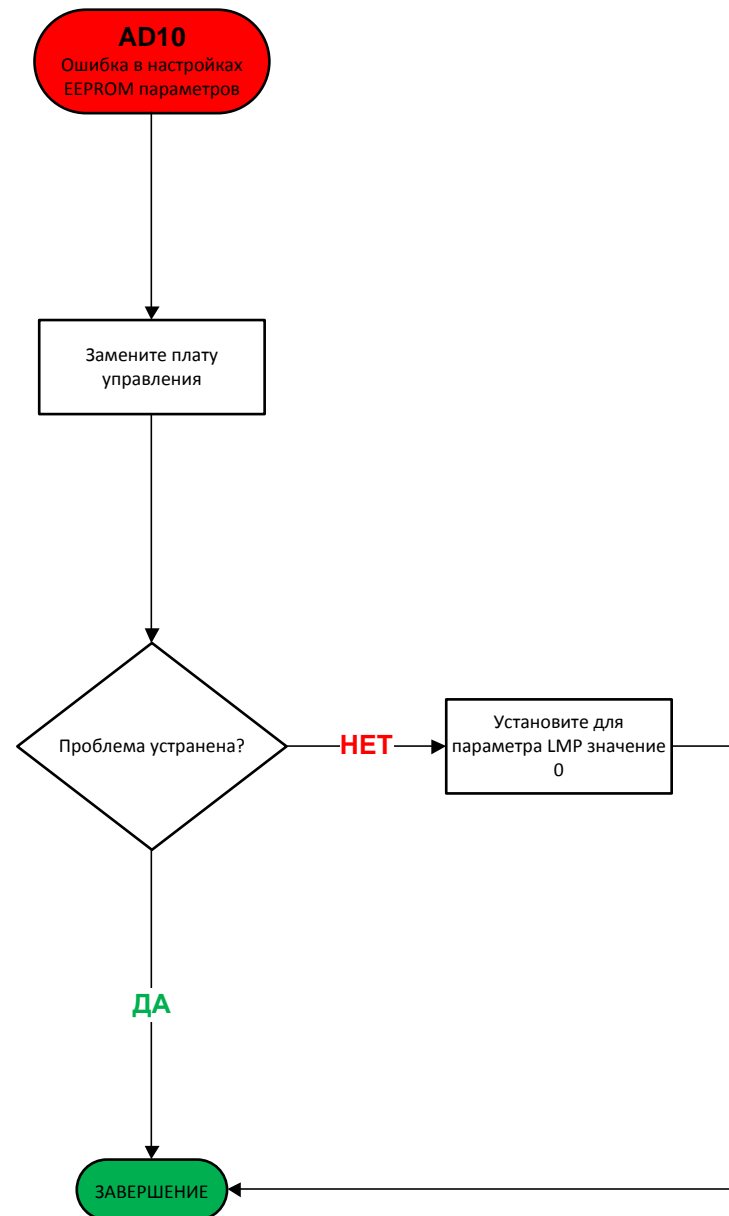 AD10
Ошибка в настройках
EEPROM параметров
Замените плату
управления
Проблема устранена?
НЕТ
Установите для
параметра LMP значение
0
ДА
ЗАВЕРШЕНИЕ